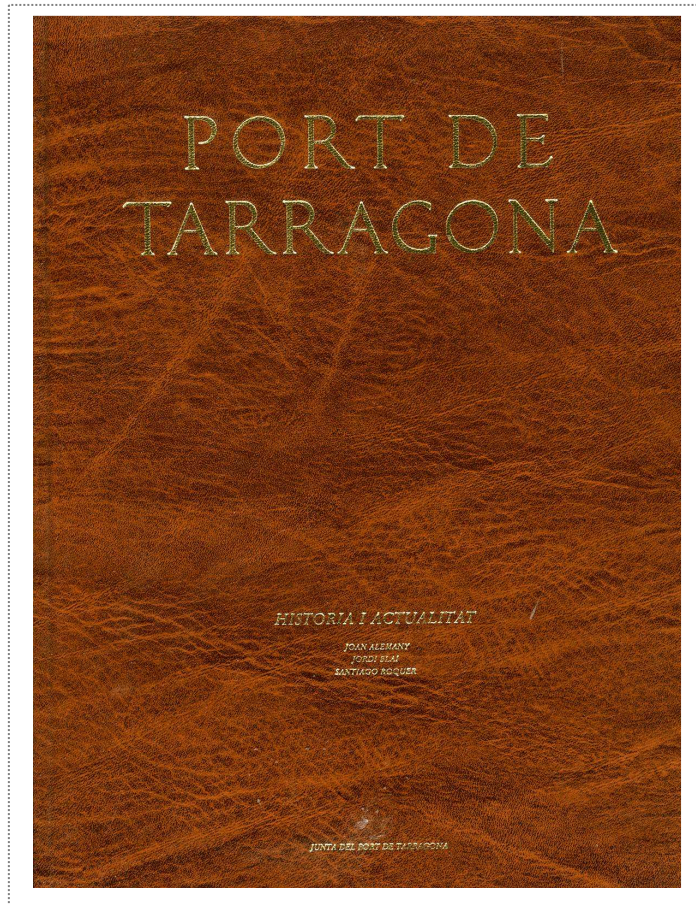 PORT DE
TARRAGONA
HISTORIA I ACTUALITAT
JOAN ALEMANY
JORDI BLAI
SANTIAGO ROQUER
JUNTA DEL PORT DE TARRAGONA